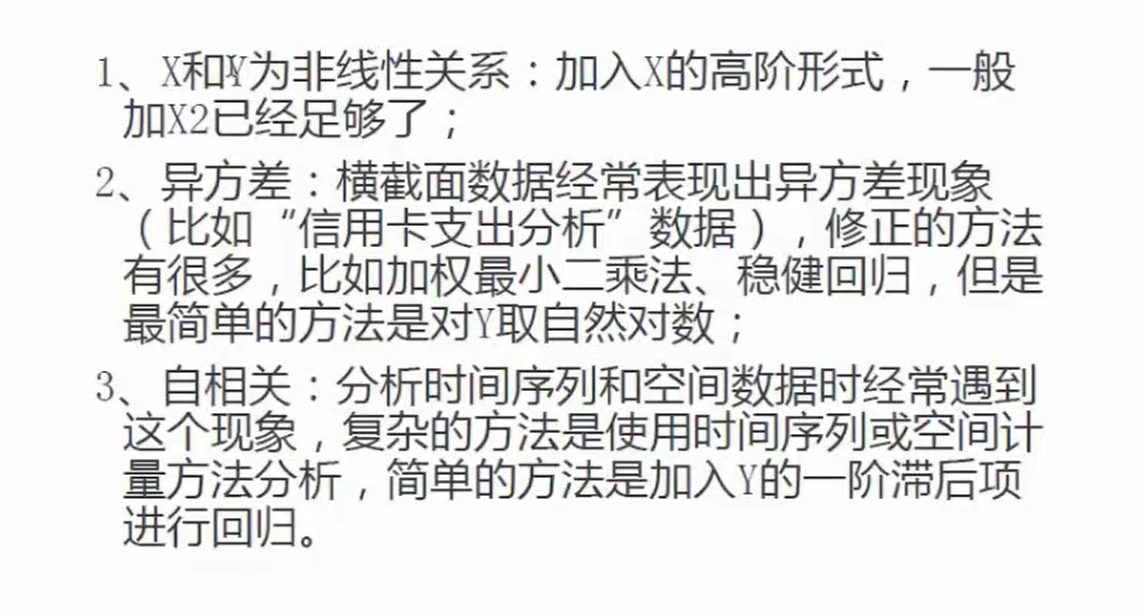 1、X和Y为非线性关系：加入X的高阶形式，一般
加X2已经足够了；
2、异方差：横截面数据经常表现出异方差现象
（比如“信用卡支出分析”数据），修正的方法
有很多，比如加权最小二乘法、稳健回归，但是
最简单的方法是对Y取自然对数；
3、自相关：分析时间序列和空间数据时经常遇到
这个现象，复杂的方法是使用时间序列或空间计
量方法分析，简单的方法是加入Y的一阶滞后项
进行回归。